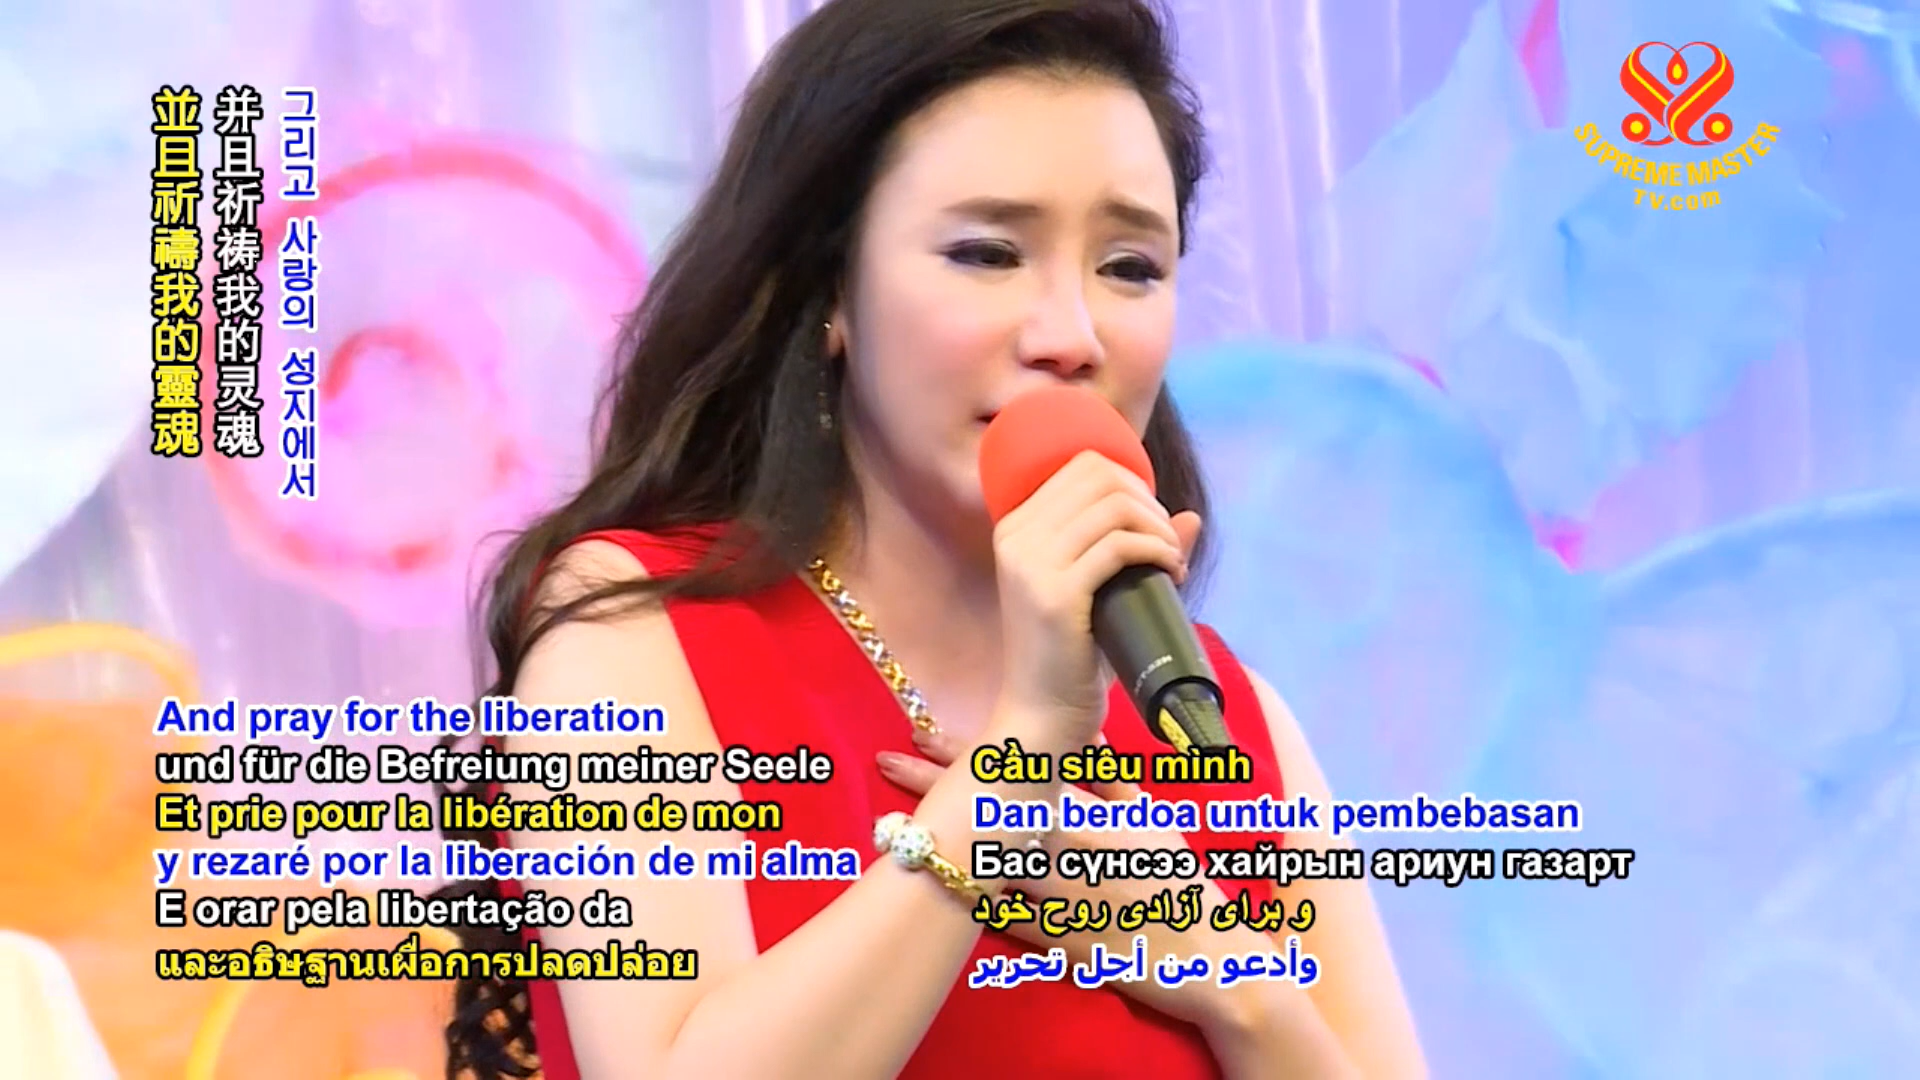 그리고 사랑의 성지에서
并且祈祷我的灵魂
並且祈禱我的靈魂
SUPREME MASTER
TV.com
And pray for the liberation
und für die Befreiung meiner Seele
Et prie pour la libération de mon
y rezaré por la liberación de mi alma
E orar pela libertação da
และอธิษฐานเผื่อการปลดปล่อย
Cầu siêu mình
Dan berdoa untuk pembebasan
Бас сүнсээ хайрын ариун газарт
و برای آزادی روح خود
وأدعو من أجل تحرير